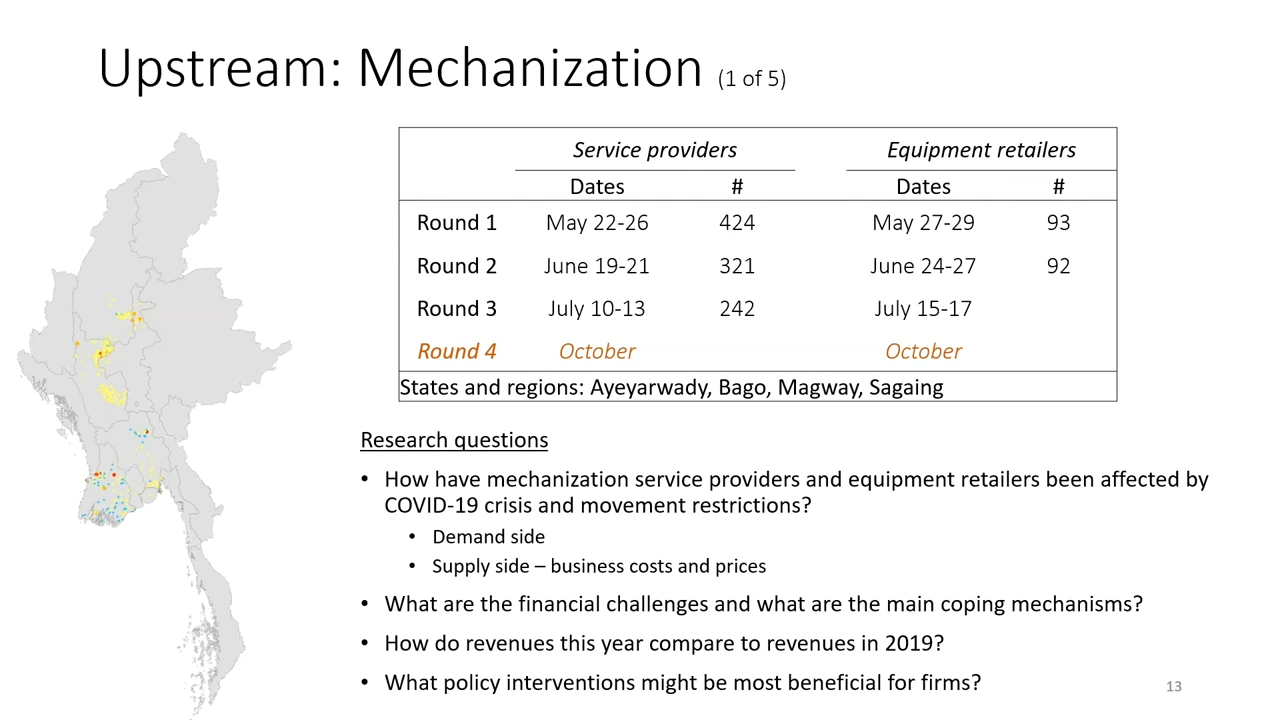 Upstream: Mechanization (1 of 5)
Service providers Equipment retailers
Dates # Dates #
Round 1 May 22-26 424 May 27-29 93
Round 2 June 19-21 321 June 24-27 92
Round 3 July 10-13 242 July 15-17
Round 4 October October
States and regions: Ayeyarwady, Bago, Magway, Sagaing
Research questions
• How have mechanization service providers and equipment retailers been affected by
COVID-19 crisis and movement restrictions?
• Demand side
• Supply side – business costs and prices
• What are the financial challenges and what are the main coping mechanisms?
• How do revenues this year compare to revenues in 2019?
• What policy interventions might be most beneficial for firms?
13